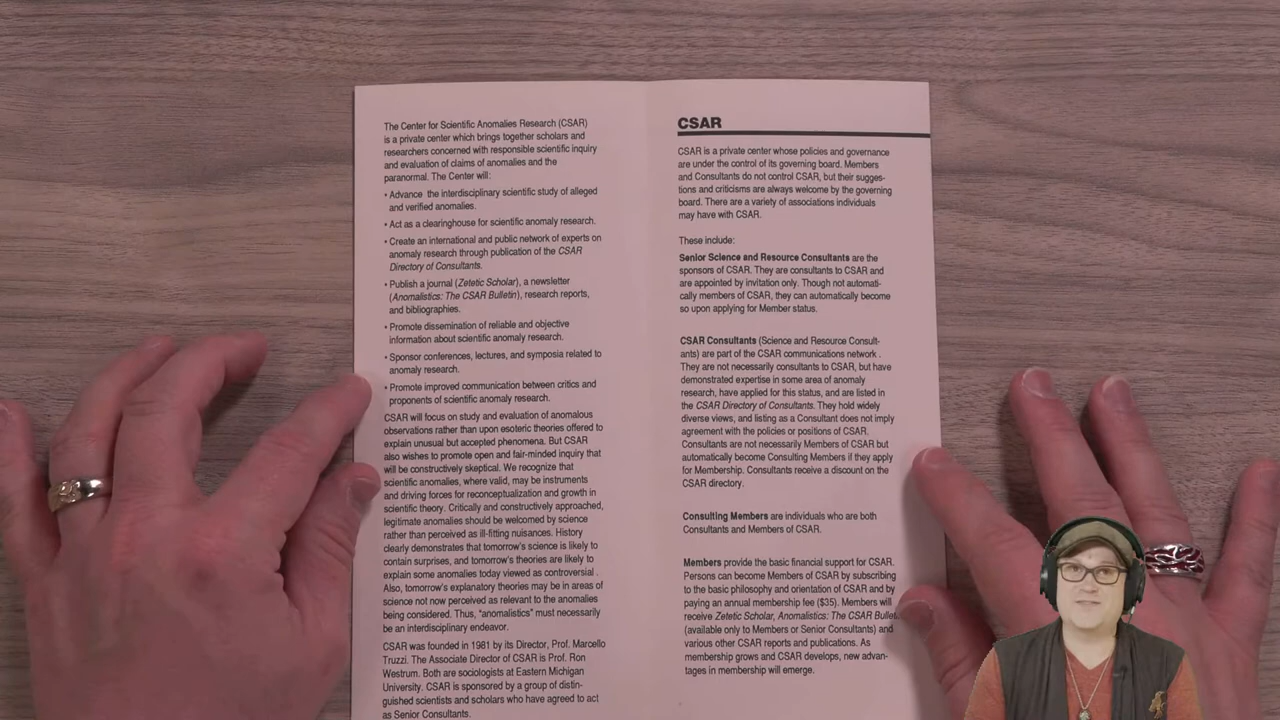 The Center for Scientific Anomalies Research (CSAR)
is a private center which brings together scholars and
researchers concerned with responsible scientific inquiry
and evaluation of claims of anomalies and the
paranormal. The Center will:
• Advance the interdisciplinary scientific study of alleged
and verified anomalies.
• Act as a clearinghouse for scientific anomaly research.
• Create an international and public network of experts on
anomaly research through publication of the CSAR
Directory of Consultants.
• Publish a journal (Zetetic Scholar), a newsletter
(Anomalistics: The CSAR Bulletin), research reports,
and bibliographies.
• Promote dissemination of reliable and objective
information about scientific anomaly research.
• Sponsor conferences, lectures, and symposia related to
anomaly research.
• Promote improved communication between critics and
proponents of scientific anomaly research.
CSAR will focus on study and evaluation of anomalous
observations rather than upon esoteric theories offered to
explain unusual but accepted phenomena. But CSAR
also wishes to promote open and fair-minded inquiry that
will be constructively skeptical. We recognize that
scientific anomalies, where valid, may be instruments
and driving forces for reconceptualization and growth in
scientific theory. Critically and constructively approached,
legitimate anomalies should be welcomed by science
rather than perceived as ill-fitting nuisances. History
clearly demonstrates that tomorrow's science is likely to
contain surprises, and tomorrow's theories are likely to
explain some anomalies today viewed as controversial .
Also, tomorrow's explanatory theories may be in areas of
science not now perceived as relevant to the anomalies
being considered. Thus, "anomalistics" must necessarily
be an interdisciplinary endeavor.
CSAR was founded in 1981 by its Director, Prof. Marcello
Truzzi. The Associate Director of CSAR is Prof. Ron
Westrum. Both are sociologists at Eastern Michigan
University. CSAR is sponsored by a group of distin-
guished scientists and scholars who have agreed to act
as Senior Consultants.
CSAR
CSAR is a private center whose policies and governance
are under the control of its governing board. Members
and Consultants do not control CSAR, but their sugges-
tions and criticisms are always welcome by the governing
board. There are a variety of associations individuals
may have with CSAR.
These include:
Senior Science and Resource Consultants are the
sponsors of CSAR. They are consultants to CSAR and
are appointed by invitation only. Though not automati-
cally members of CSAR, they can automatically become
so upon applying for Member status.
CSAR Consultants (Science and Resource Consult-
ants) are part of the CSAR communications network .
They are not necessarily consultants to CSAR, but have
demonstrated expertise in some area of anomaly
research, have applied for this status, and are listed in
the CSAR Directory of Consultants. They hold widely
diverse views, and listing as a Consultant does not imply
agreement with the policies or positions of CSAR.
Consultants are not necessarily Members of CSAR but
automatically become Consulting Members if they apply
for Membership. Consultants receive a discount on the
CSAR directory.
Consulting Members are individuals who are both
Consultants and Members of CSAR.
Members provide the basic financial support for CSAR.
Persons can become Members of CSAR by subscribing
to the basic philosophy and orientation of CSAR and by
paying an annual membership fee ($35). Members will
receive Zetetic Scholar, Anomalistics: The CSAR
(available only to Members or Senior Consultants) and
various other CSAR reports and publications. As
membership grows and CSAR develops, new advan-
tages in membership will emerge.